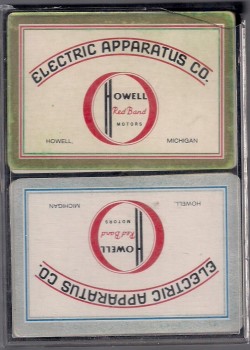 ELECTRIC APPARATUS CO.
HOWELL
Red Band
MOTORS
HOWELL, MICHIGAN
HOWELL, MICHIGAN
HOWELL
Red Band
MOTORS
ELECTRIC APPARATUS CO.